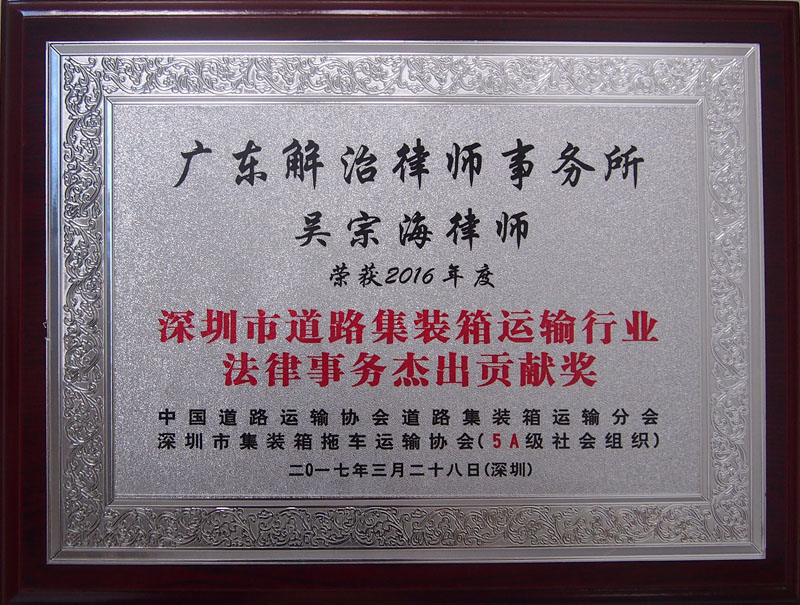 广东解治律师事务所
吴宗海律师
荣获2016年度
深圳市道路集装箱运输行业
法律事务杰出贡献奖
中国道路运输协会道路集装箱运输分会
深圳市集装箱拖车运输协会(5A级社会组织)
二0一七年三月二十八日(深圳)